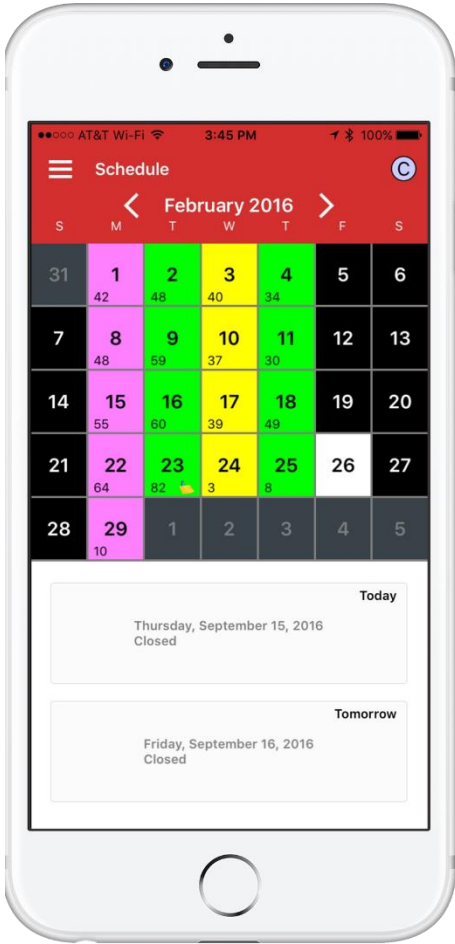 AT&T Wi-Fi 3:45 PM 100%
Schedule C
February 2016
S M T W T F S
31 1 2 3 4 5 6
42 48 40 34
7 8 9 10 11 12 13
48 59 37 30
14 15 16 17 18 19 20
55 60 39 49
21 22 23 24 25 26 27
64 82 3 8
28 29 1 2 3 4 5
10
Today
Thursday, September 15, 2016
Closed
Tomorrow
Friday, September 16, 2016
Closed